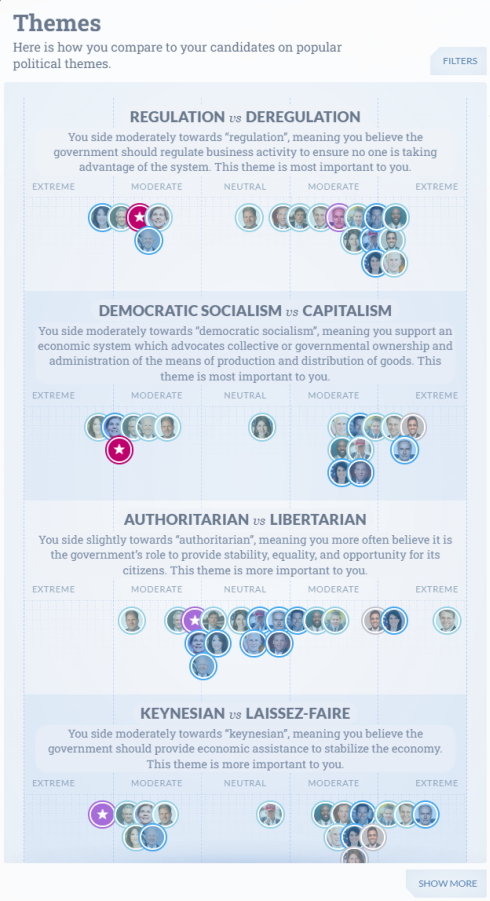 Themes
Here is how you compare to your candidates on popular
political themes.
FILTERS
REGULATION vs DEREGULATION
You side moderately towards “regulation”, meaning you believe the
government should regulate business activity to ensure no one is taking
advantage of the system. This theme is most important to you.
EXTREME MODERATE NEUTRAL MODERATE EXTREME
DEMOCRATIC SOCIALISM vs CAPITALISM
You side moderately towards “democratic socialism”, meaning you support an
economic system which advocates collective or governmental ownership and
administration of the means of production and distribution of goods. This
theme is most important to you.
EXTREME MODERATE NEUTRAL MODERATE EXTREME
AUTHORITARIAN vs LIBERTARIAN
You side slightly towards “authoritarian”, meaning you more often believe it is
the government’s role to provide stability, equality, and opportunity for its
citizens. This theme is more important to you.
EXTREME MODERATE NEUTRAL MODERATE EXTREME
KEYNESIAN vs LAISSEZ-FAIRE
You side moderately towards “keynesian”, meaning you believe the
government should provide economic assistance to stabilize the economy.
This theme is more important to you.
EXTREME MODERATE NEUTRAL MODERATE EXTREME
SHOW MORE